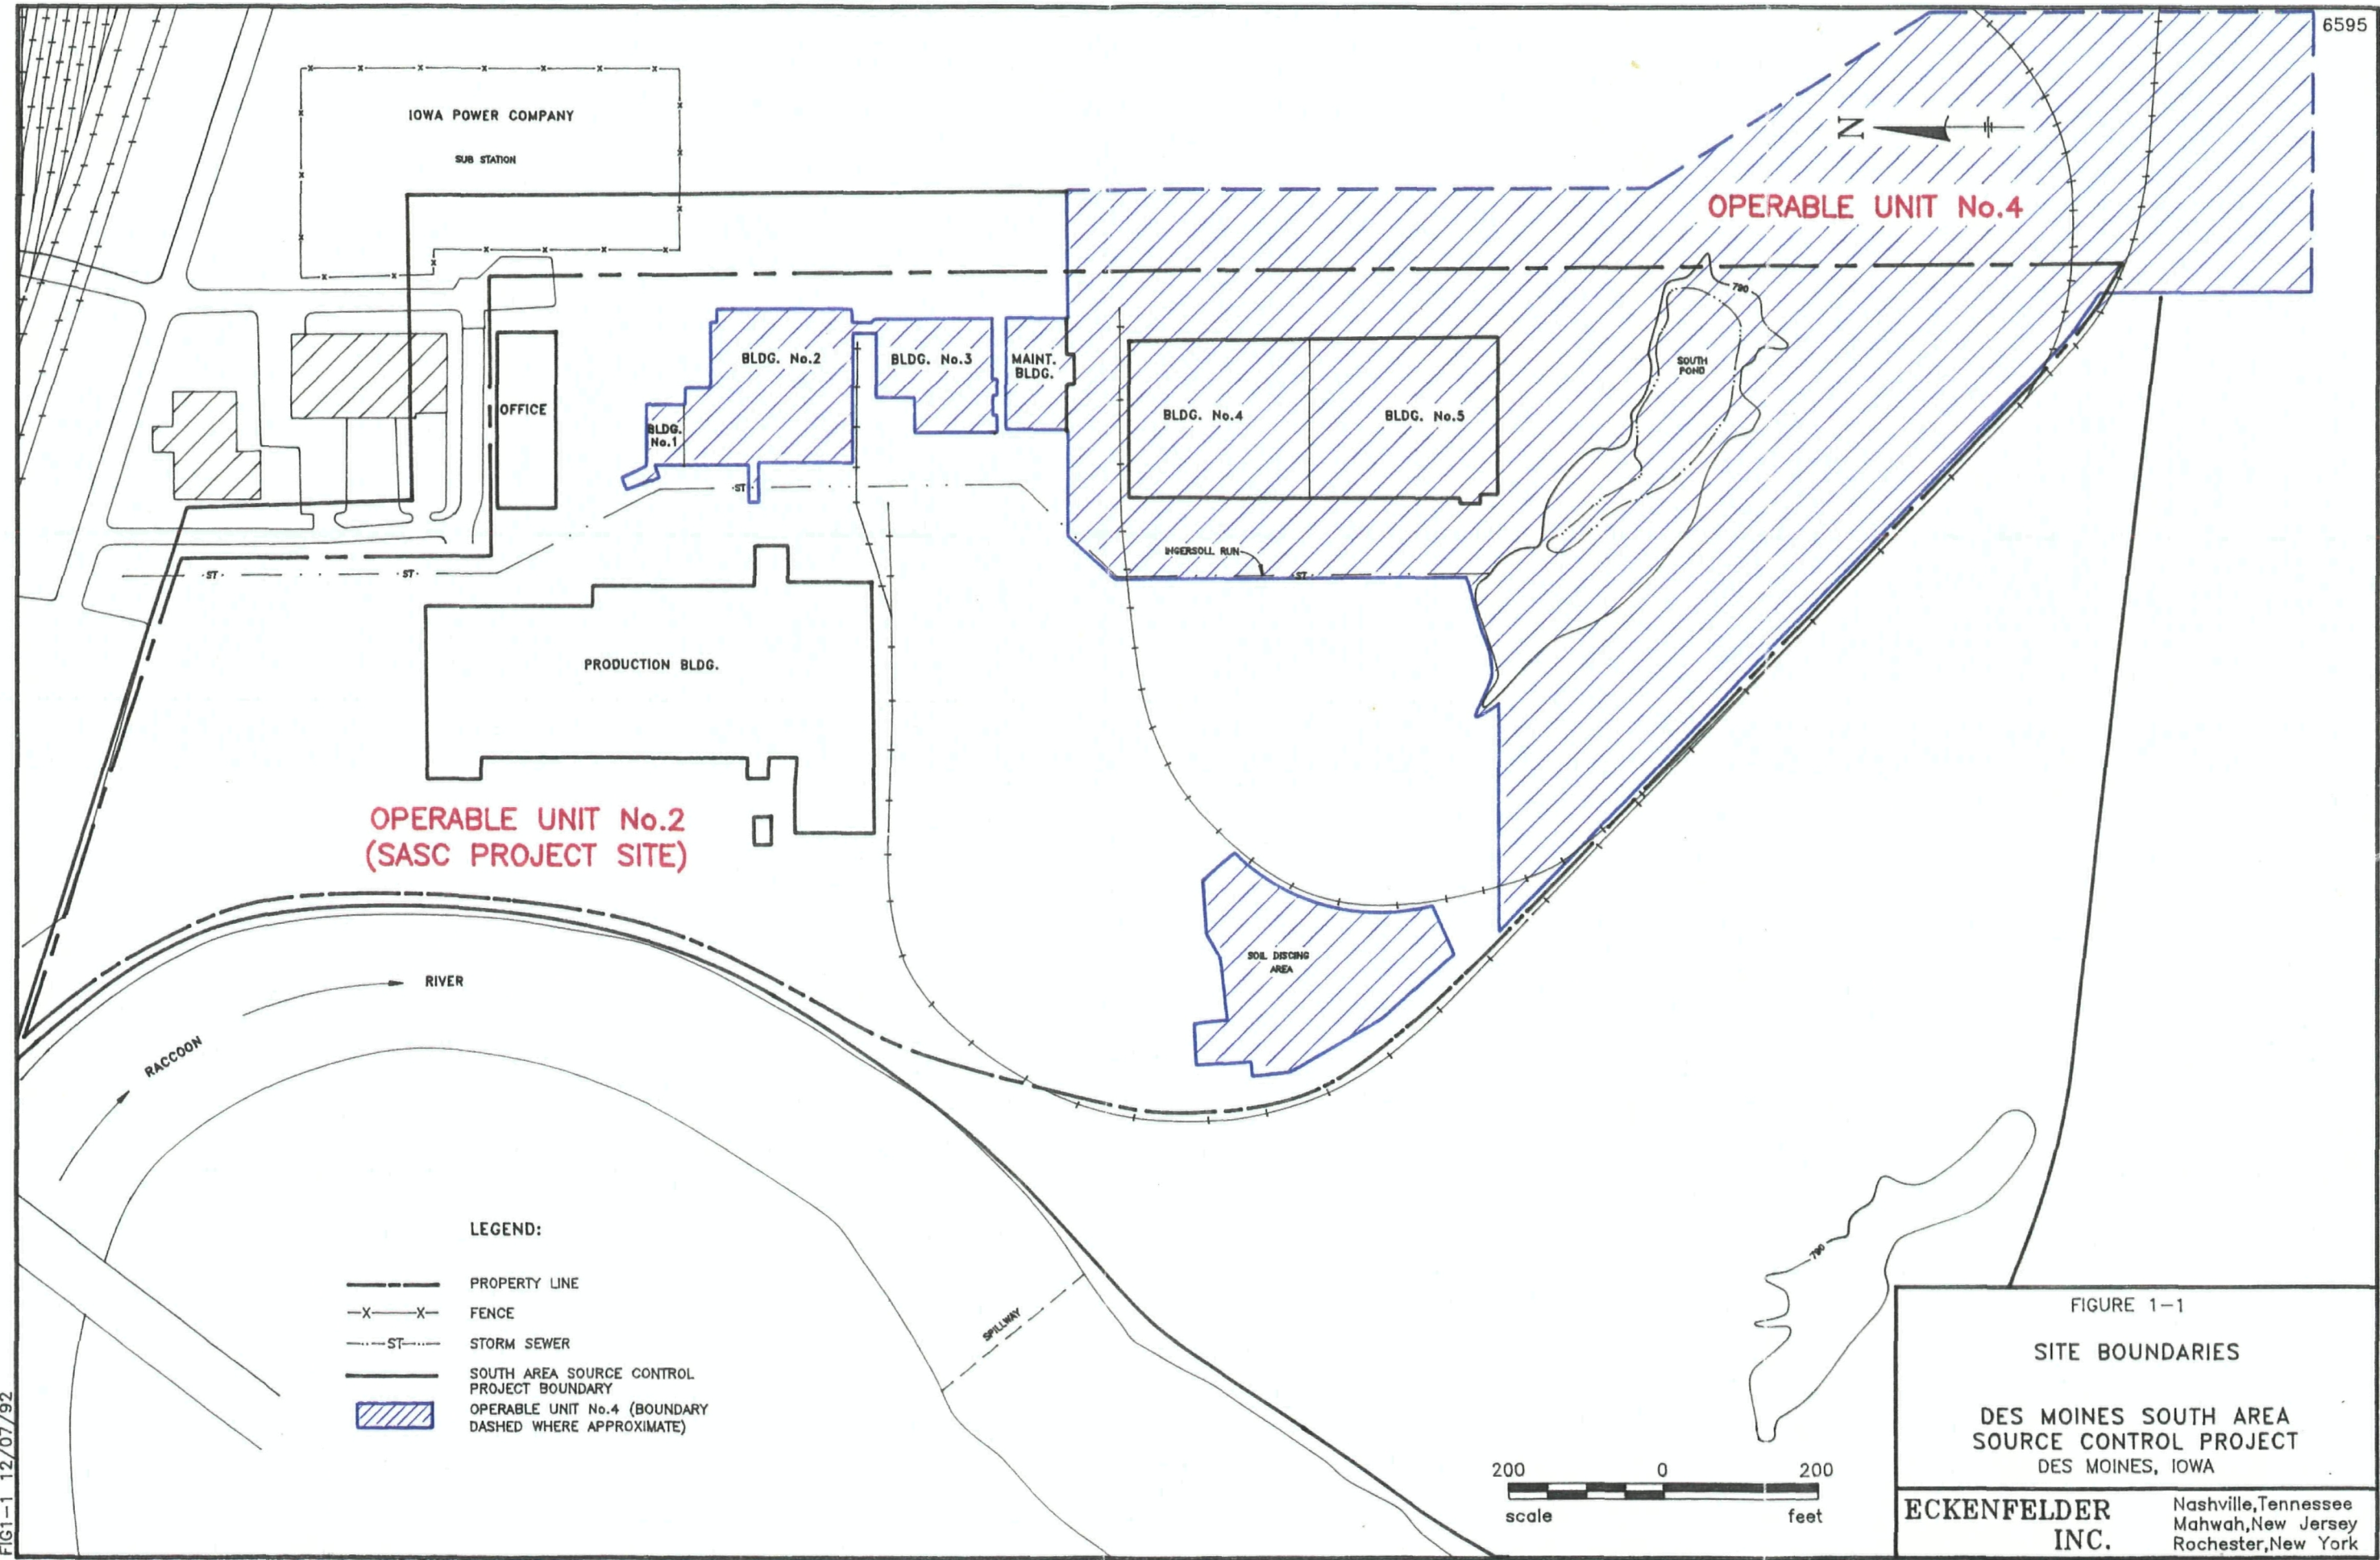 6595
IOWA POWER COMPANY
SUB STATION
N
OPERABLE UNIT No.4
790
OFFICE
BLDG. No.2
BLDG. No.3
MAINT.
BLDG.
BLDG.
No.1
BLDG. No.4
BLDG. No.5
SOUTH
POND
ST
INGERSOLL RUN
ST
ST
ST
PRODUCTION BLDG.
OPERABLE UNIT No.2
(SASC PROJECT SITE)
SOIL DISCING
AREA
RIVER
RACCOON
SPILLWAY
790
LEGEND:
PROPERTY LINE
X X FENCE
ST STORM SEWER
SOUTH AREA SOURCE CONTROL
PROJECT BOUNDARY
OPERABLE UNIT No.4 (BOUNDARY
DASHED WHERE APPROXIMATE)
200 0 200
scale feet
FIGURE 1-1
SITE BOUNDARIES
DES MOINES SOUTH AREA
SOURCE CONTROL PROJECT
DES MOINES, IOWA
ECKENFELDER
INC.
Nashville,Tennessee
Mahwah,New Jersey
Rochester,New York
FIG1-1 12/07/92